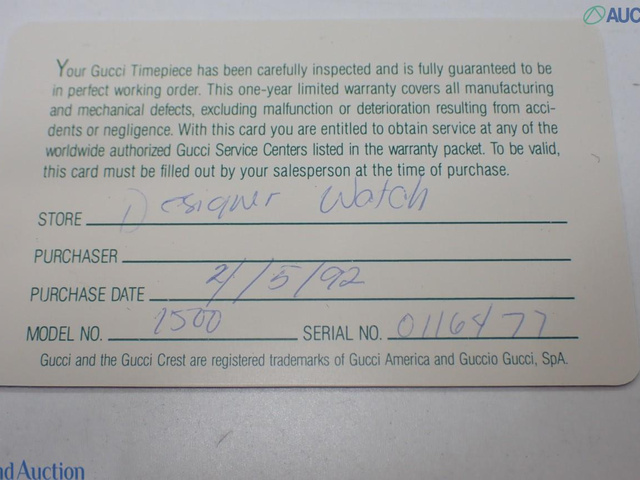 AUC
Your Gucci Timepiece has been carefully inspected and is fully guaranteed to be
in perfect working order. This one-year limited warranty covers all manufacturing
and mechanical defects, excluding malfunction or deterioration resulting from acci-
dents or negligence. With this card you are entitled to obtain service at any of the
worldwide authorized Gucci Service Centers listed in the warranty packet. To be valid,
this card must be filled out by your salesperson at the time of purchase.
STORE Designer Watch
PURCHASER
PURCHASE DATE 2/5/92
MODEL NO. 1500 SERIAL NO. 0116477
Gucci and the Gucci Crest are registered trademarks of Gucci America and Guccio Gucci, SpA.
nd Auction